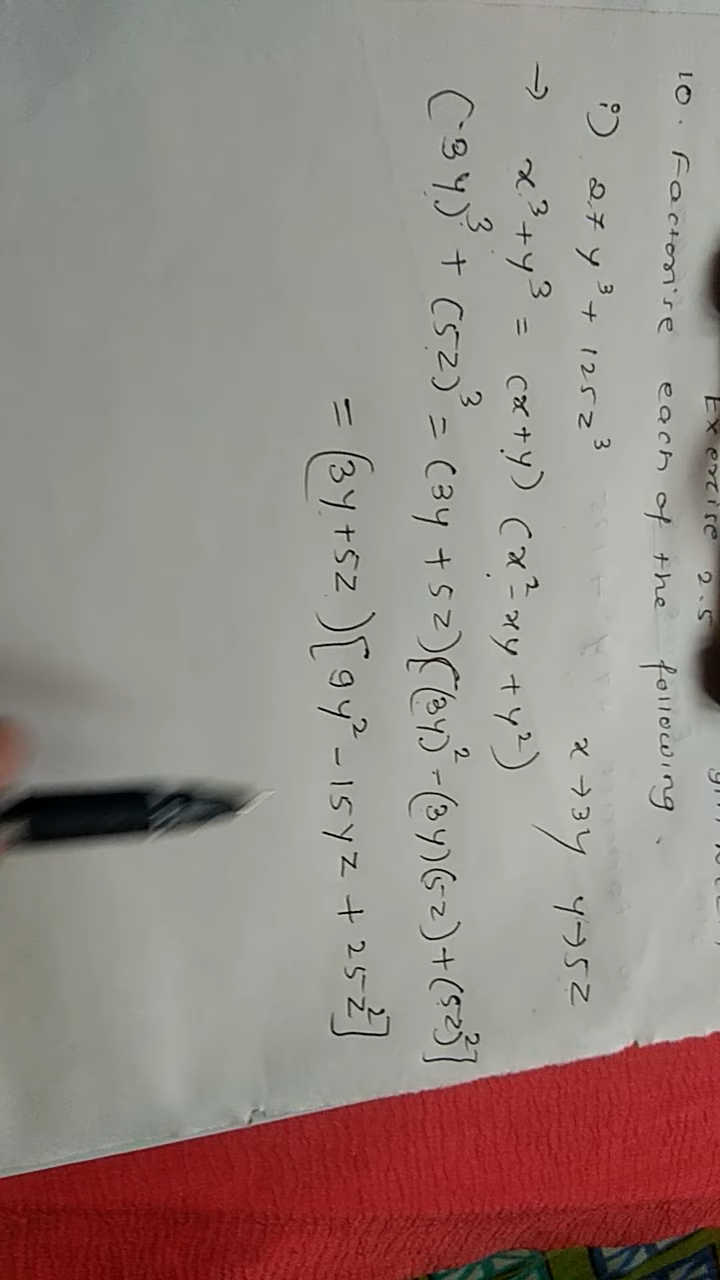 Exercise 2.5
10. Factorise each of the following.
i) 27y³ + 125z³ x→3y y→5z
→ x³ + y³ = (x+y) (x² - xy + y²)
(3y)³ + (5z)³ = (3y + 5z) [(3y)² - (3y)(5z) + (5z)²]
= (3y + 5z) [9y² - 15yz + 25z²]